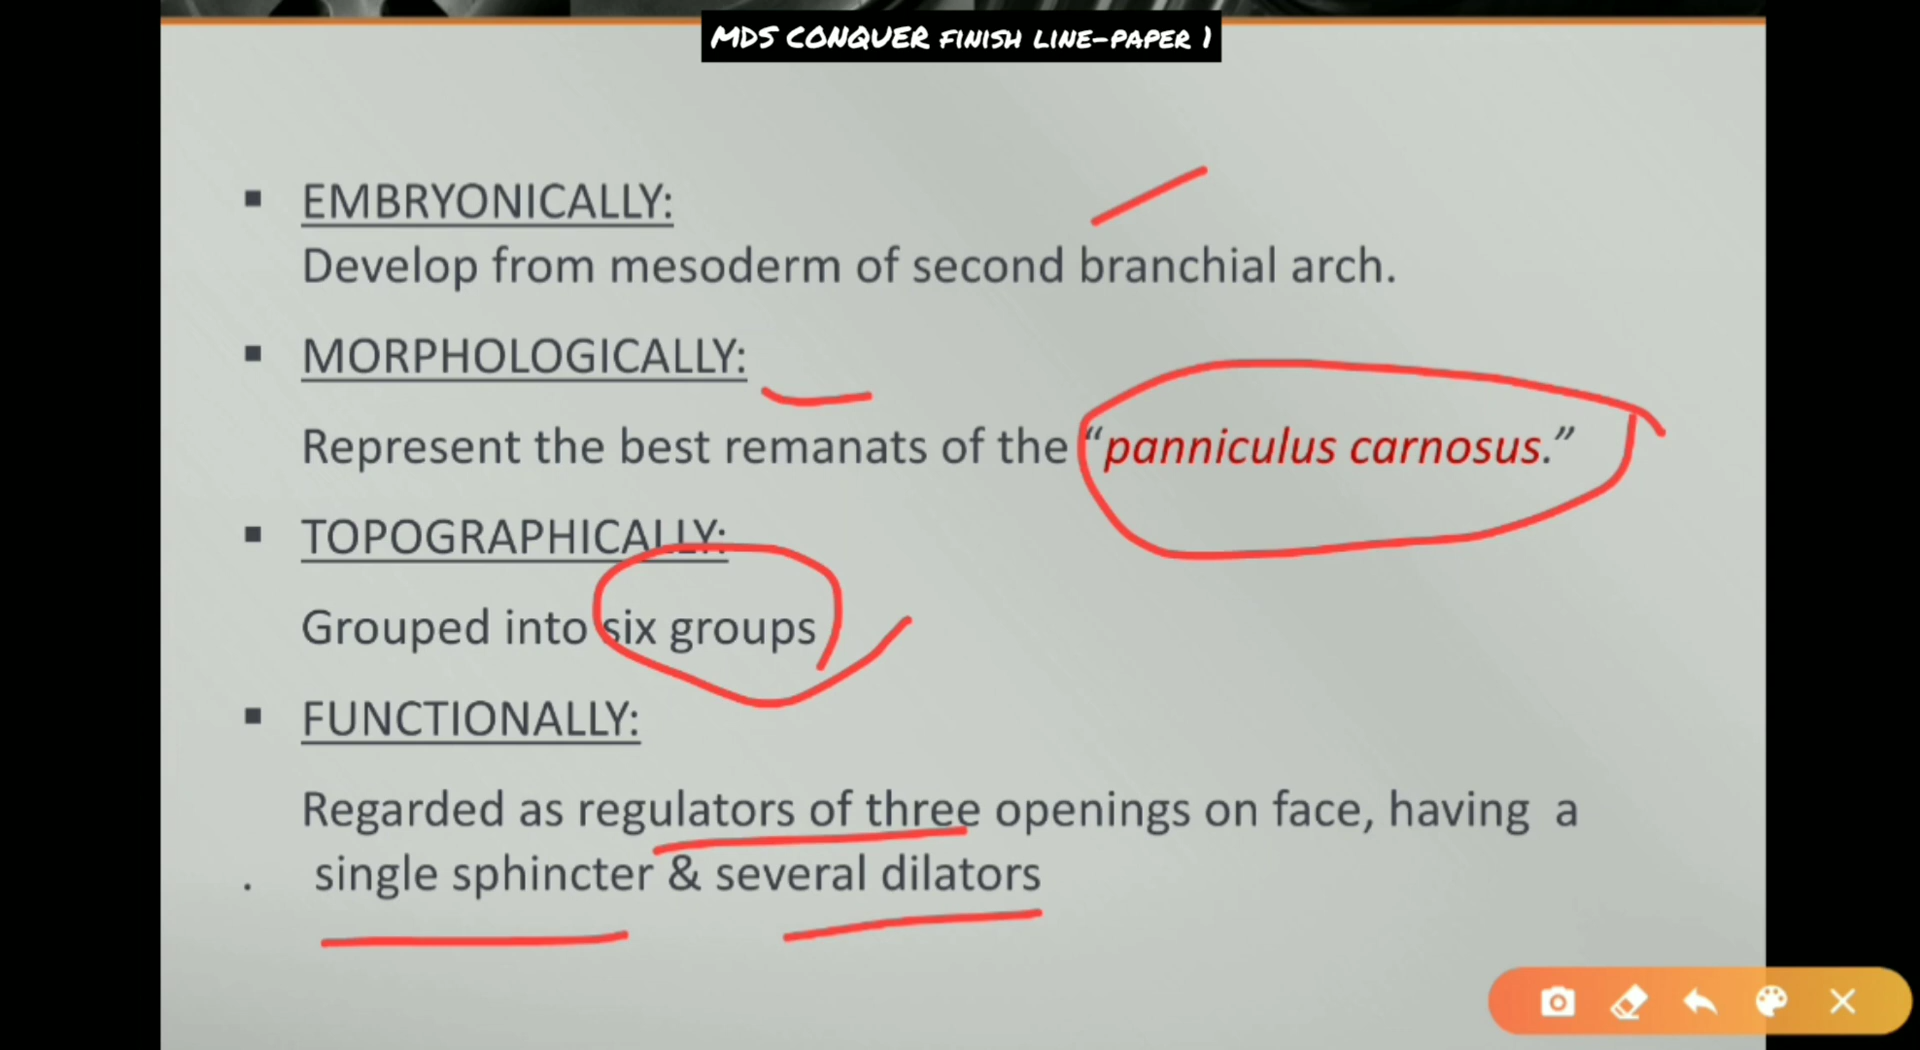 MDS CONQUER FINISH LINE-PAPER 1
▪ EMBRYONICALLY:
Develop from mesoderm of second branchial arch.
▪ MORPHOLOGICALLY:
Represent the best remanats of the “panniculus carnosus.”
▪ TOPOGRAPHICALLY:
Grouped into six groups
▪ FUNCTIONALLY:
Regarded as regulators of three openings on face, having a
. single sphincter & several dilators